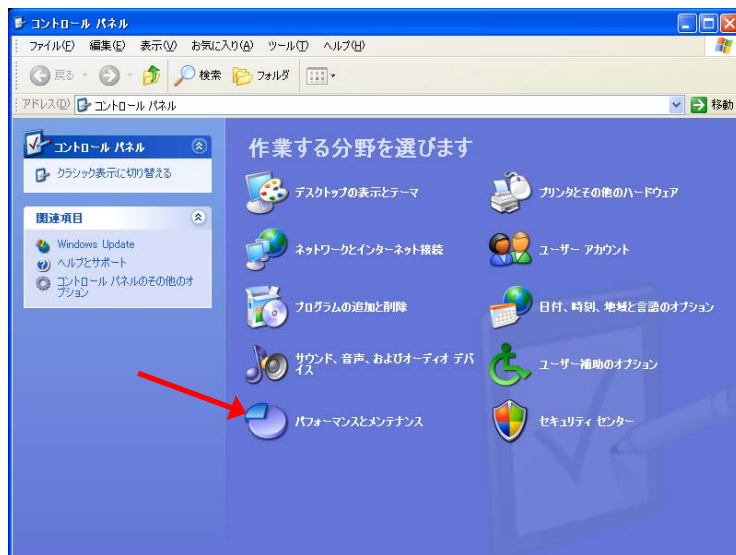 コントロール パネル
ファイル(F) 編集(E) 表示(V) お気に入り(A) ツール(T) ヘルプ(H)
戻る 検索 フォルダ
アドレス(D) コントロール パネル 移動
コントロール パネル
クラシック表示に切り替える
関連項目
Windows Update
ヘルプとサポート
コントロール パネルのその他のオ
プション
作業する分野を選びます
デスクトップの表示とテーマ
プリンタとその他のハードウェア
ネットワークとインターネット接続
ユーザー アカウント
プログラムの追加と削除
日付、時刻、地域と言語のオプション
サウンド、音声、およびオーディオ デバ
イス
ユーザー補助のオプション
パフォーマンスとメンテナンス
セキュリティ センター